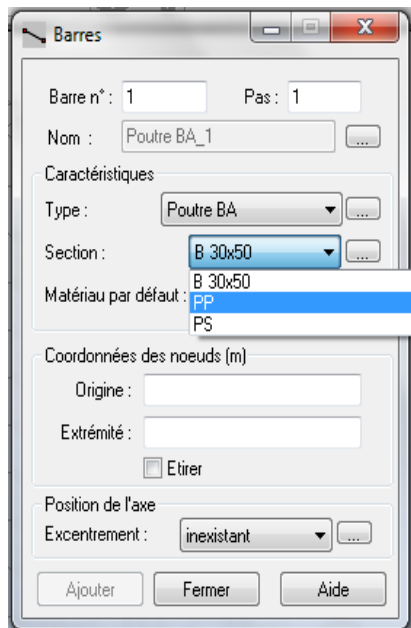 Barres
Barre n° : 1 Pas : 1
Nom : Poutre BA_1 ...
Caractéristiques
Type : Poutre BA ...
Section : B 30x50 ...
B 30x50
Matériau par défaut : PP
PS
Coordonnées des noeuds (m)
Origine :
Extrémité :
Etirer
Position de l'axe
Excentrement : inexistant ...
Ajouter Fermer Aide